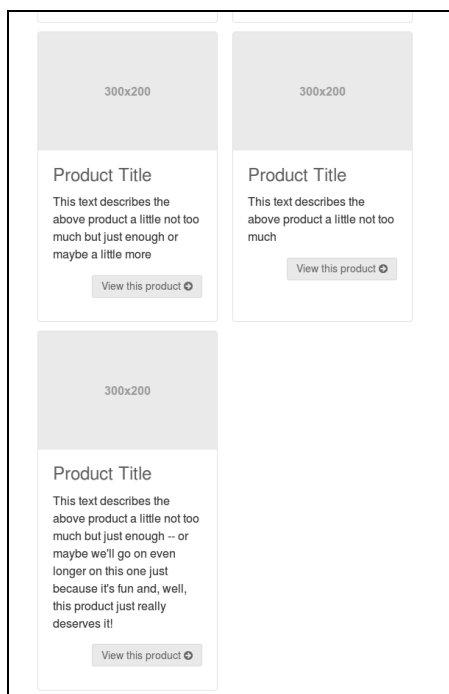 300x200
Product Title
This text describes the
above product a little not too
much but just enough or
maybe a little more
View this product
300x200
Product Title
This text describes the
above product a little not too
much
View this product
300x200
Product Title
This text describes the
above product a little not too
much but just enough -- or
maybe we'll go on even
longer on this one just
because it's fun and, well,
this product just really
deserves it!
View this product